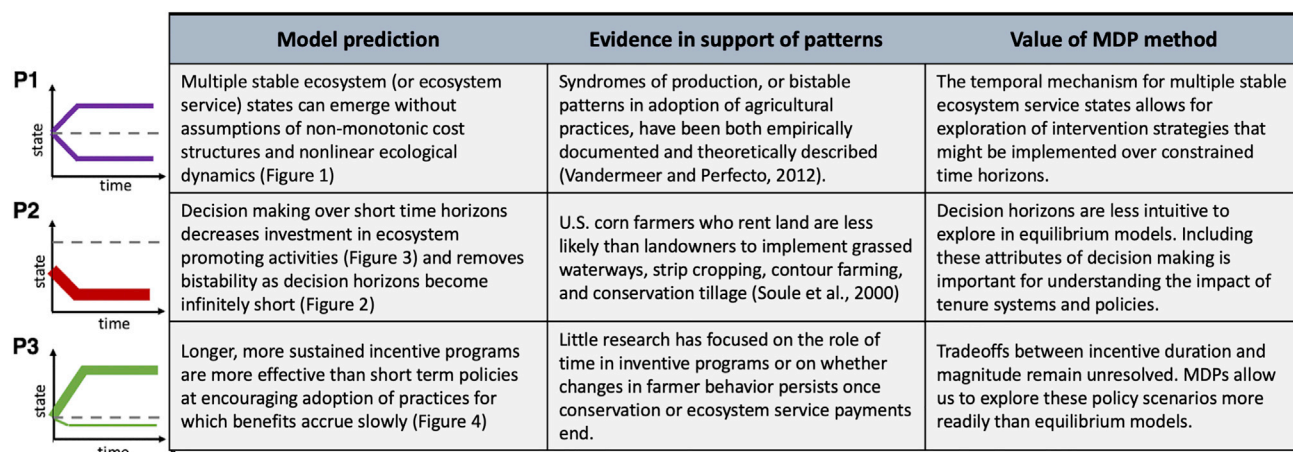 Model prediction
Evidence in support of patterns
Value of MDP method
P1
state
time
Multiple stable ecosystem (or ecosystem
service) states can emerge without
assumptions of non-monotonic cost
structures and nonlinear ecological
dynamics (Figure 1)
Syndromes of production, or bistable
patterns in adoption of agricultural
practices, have been both empirically
documented and theoretically described
(Vandermeer and Perfecto, 2012).
The temporal mechanism for multiple stable
ecosystem service states allows for
exploration of intervention strategies that
might be implemented over constrained
time horizons.
P2
state
time
Decision making over short time horizons
decreases investment in ecosystem
promoting activities (Figure 3) and removes
bistability as decision horizons become
infinitely short (Figure 2)
U.S. corn farmers who rent land are less
likely than landowners to implement grassed
waterways, strip cropping, contour farming,
and conservation tillage (Soule et al., 2000)
Decision horizons are less intuitive to
explore in equilibrium models. Including
these attributes of decision making is
important for understanding the impact of
tenure systems and policies.
P3
state
time
Longer, more sustained incentive programs
are more effective than short term policies
at encouraging adoption of practices for
which benefits accrue slowly (Figure 4)
Little research has focused on the role of
time in inventive programs or on whether
changes in farmer behavior persists once
conservation or ecosystem service payments
end.
Tradeoffs between incentive duration and
magnitude remain unresolved. MDPs allow
us to explore these policy scenarios more
readily than equilibrium models.